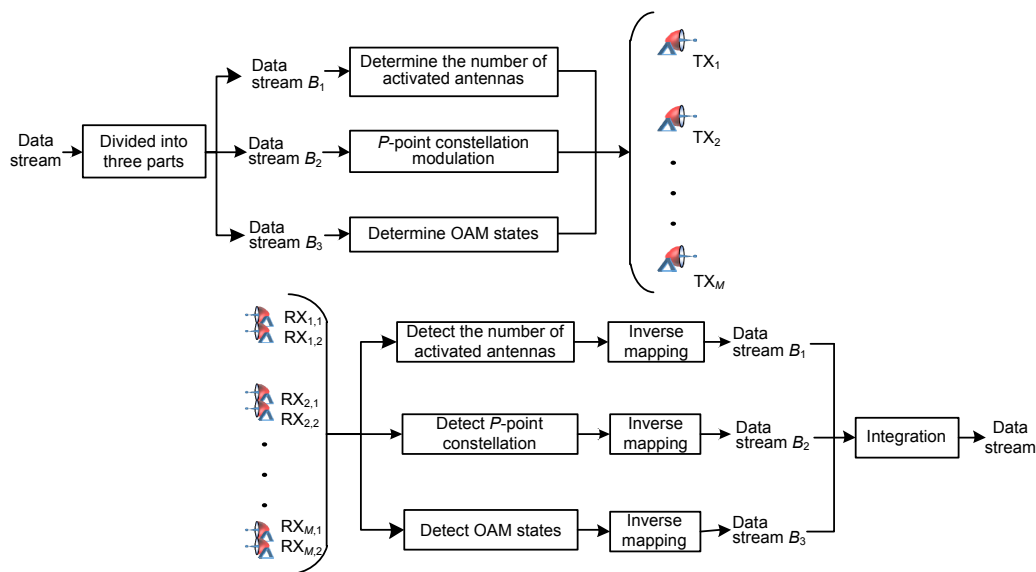 Data
stream
Divided into
three parts
Data
stream B1
Determine the number of
activated antennas
Data
stream B2
P-point constellation
modulation
Data
stream B3
Determine OAM states
TX1
TX2
TXM
RX1,1
RX1,2
RX2,1
RX2,2
RXM,1
RXM,2
Detect the number of
activated antennas
Inverse
mapping
Data
stream B1
Detect P-point
constellation
Inverse
mapping
Data
stream B2
Detect OAM states
Inverse
mapping
Data
stream B3
Integration
Data
stream